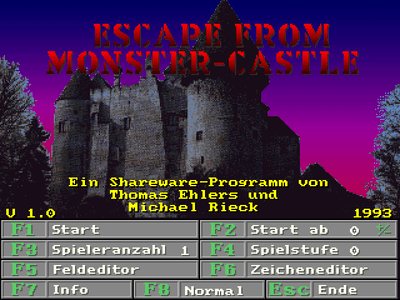 ESCAPE FROM
MONSTER-CASTLE
Ein Shareware-Programm von
Thomas Ehlers und
Michael Rieck
V 1.0 1993
F1 Start F2 Start ab 0 +/-
F3 Spieleranzahl 1 F4 Spielstufe 0
F5 Feldeditor F6 Zeicheneditor
F7 Info F8 Normal Esc Ende